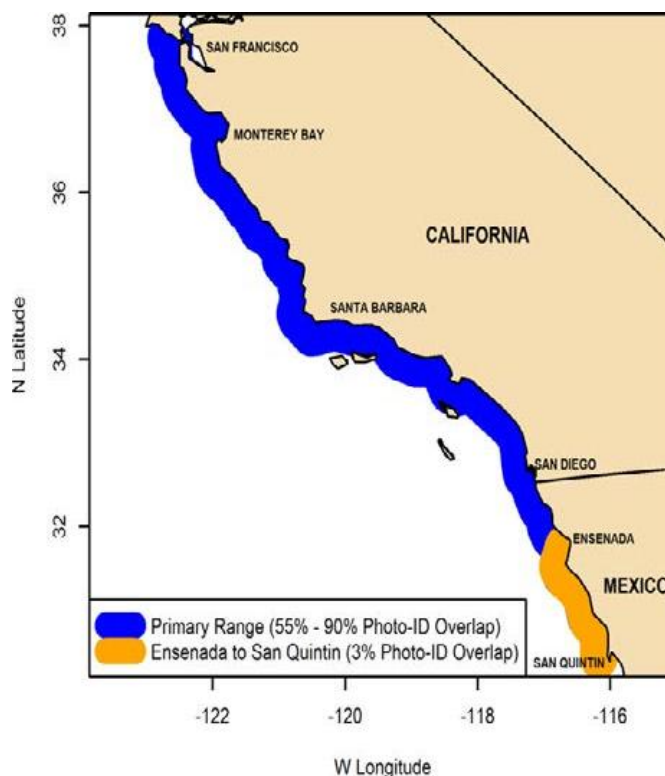 38
SAN FRANCISCO
MONTEREY BAY
36
CALIFORNIA
SANTA BARBARA
N Latitude
34
SAN DIEGO
32
ENSENADA
MEXICO
Primary Range (55% - 90% Photo-ID Overlap)
Ensenada to San Quintin (3% Photo-ID Overlap)
SAN QUINTIN
-122 -120 -118 -116
W Longitude